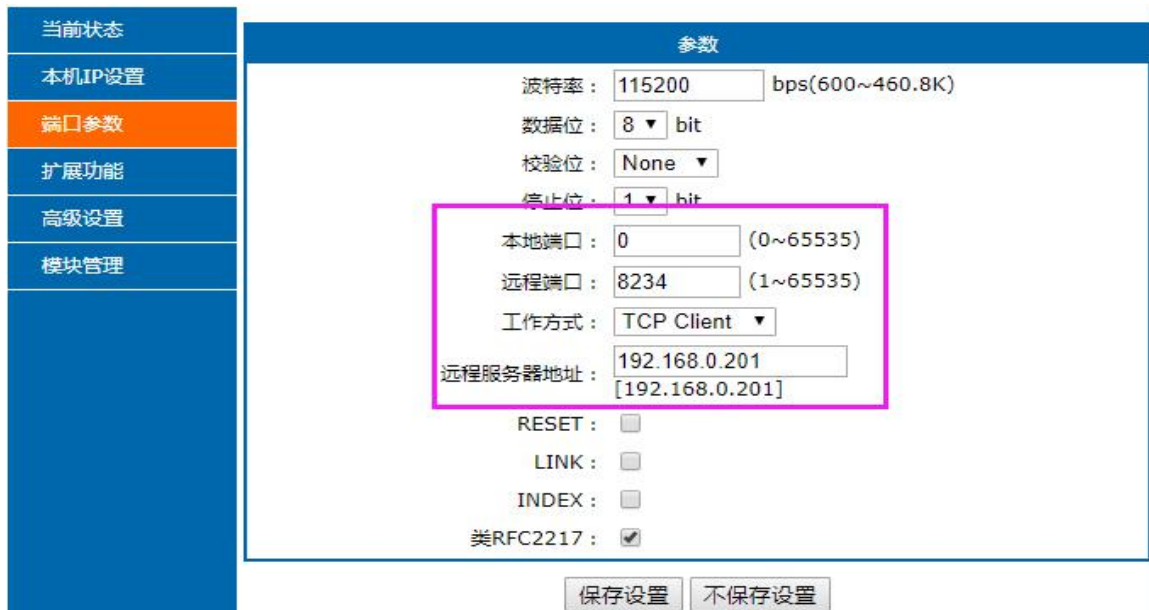 当前状态
本机IP设置
端口参数
扩展功能
高级设置
模块管理
参数
波特率： 115200 bps(600~460.8K)
数据位： 8 bit
校验位： None
停止位： 1 bit
本地端口： 0 (0~65535)
远程端口： 8234 (1~65535)
工作方式： TCP Client
远程服务器地址： 192.168.0.201
[192.168.0.201]
RESET：
LINK：
INDEX：
类RFC2217：
保存设置 不保存设置